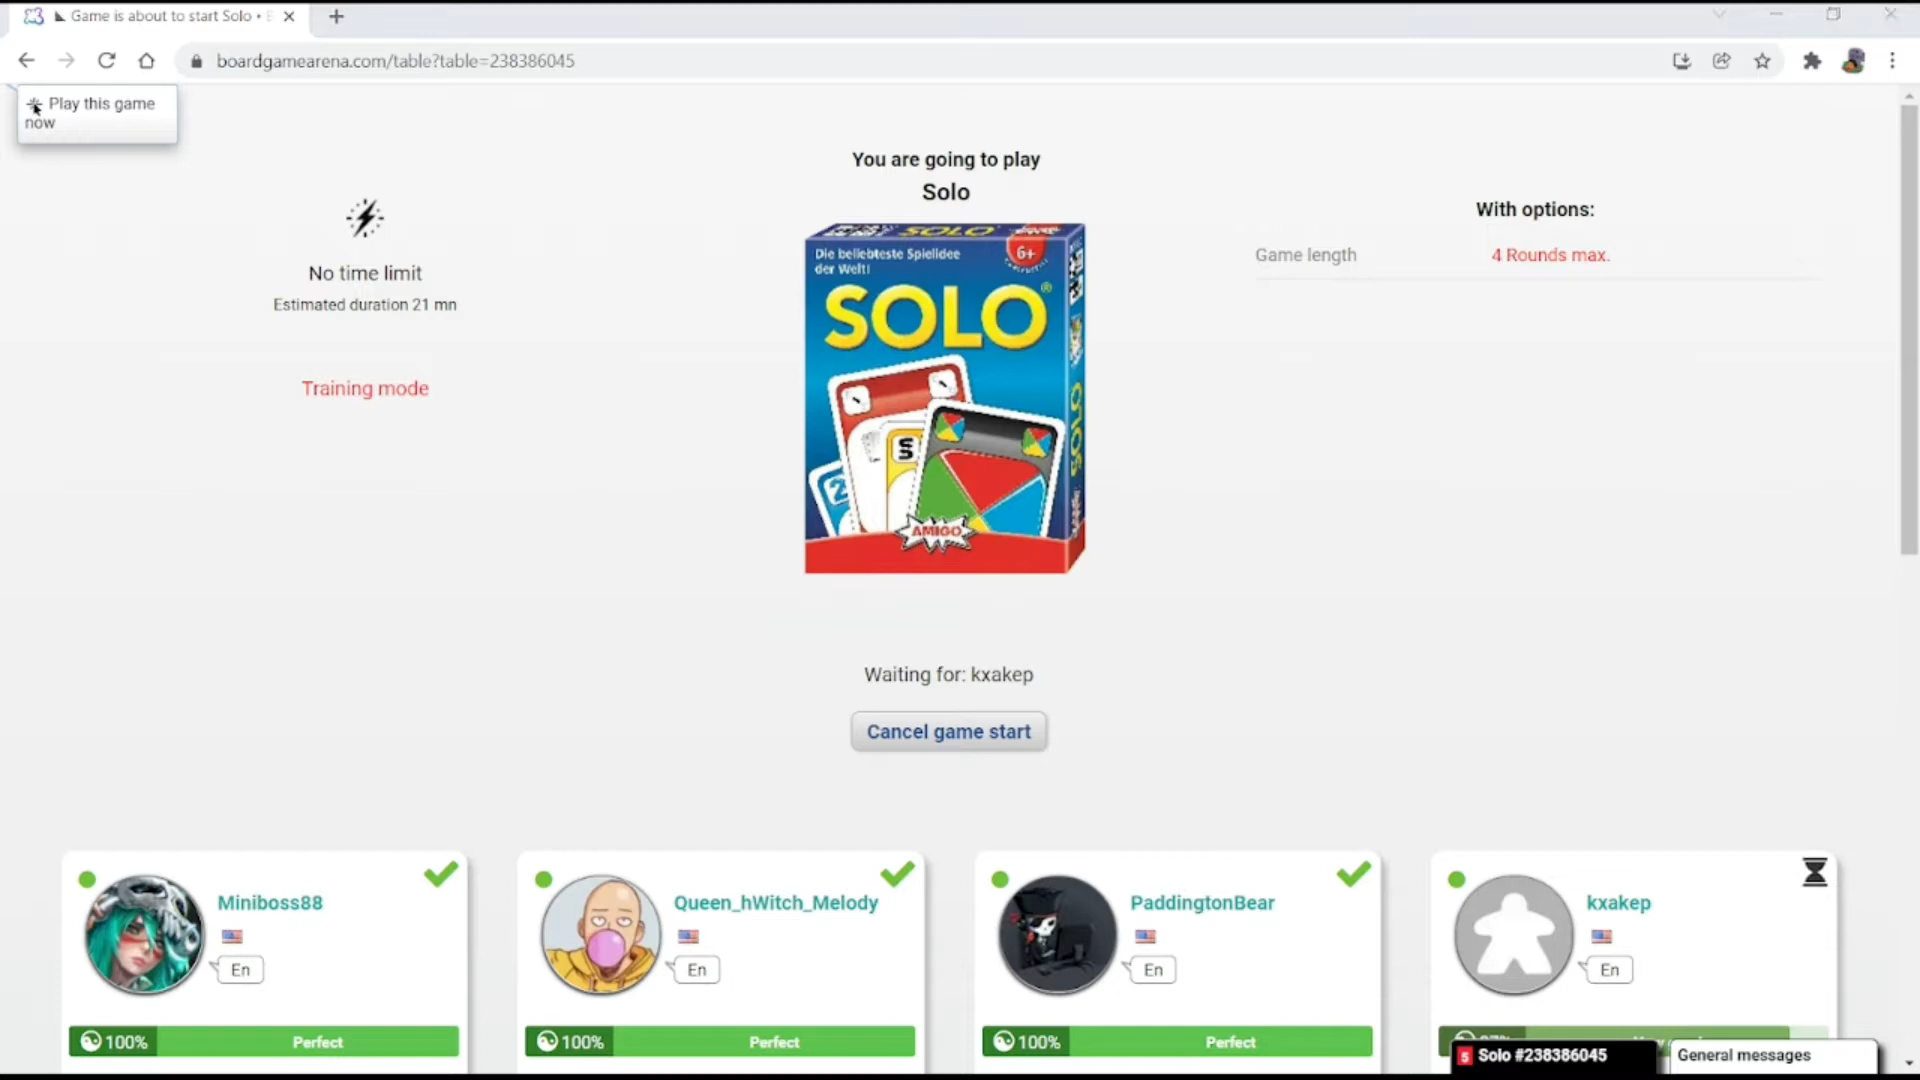 Game is about to start Solo •
boardgamearena.com/table?table=238386045
Play this game
now
You are going to play
Solo
No time limit
Estimated duration 21 mn
Training mode
With options:
Game length 4 Rounds max.
SOLO
Die beliebteste Spielidee
der Welt!
6+
SOLO®
SOLO
2
S
AMIGO
Waiting for: kxakep
Cancel game start
Miniboss88
En
100% Perfect
Queen_hWitch_Melody
En
100% Perfect
PaddingtonBear
En
100% Perfect
kxakep
En
5 Solo #238386045
General messages